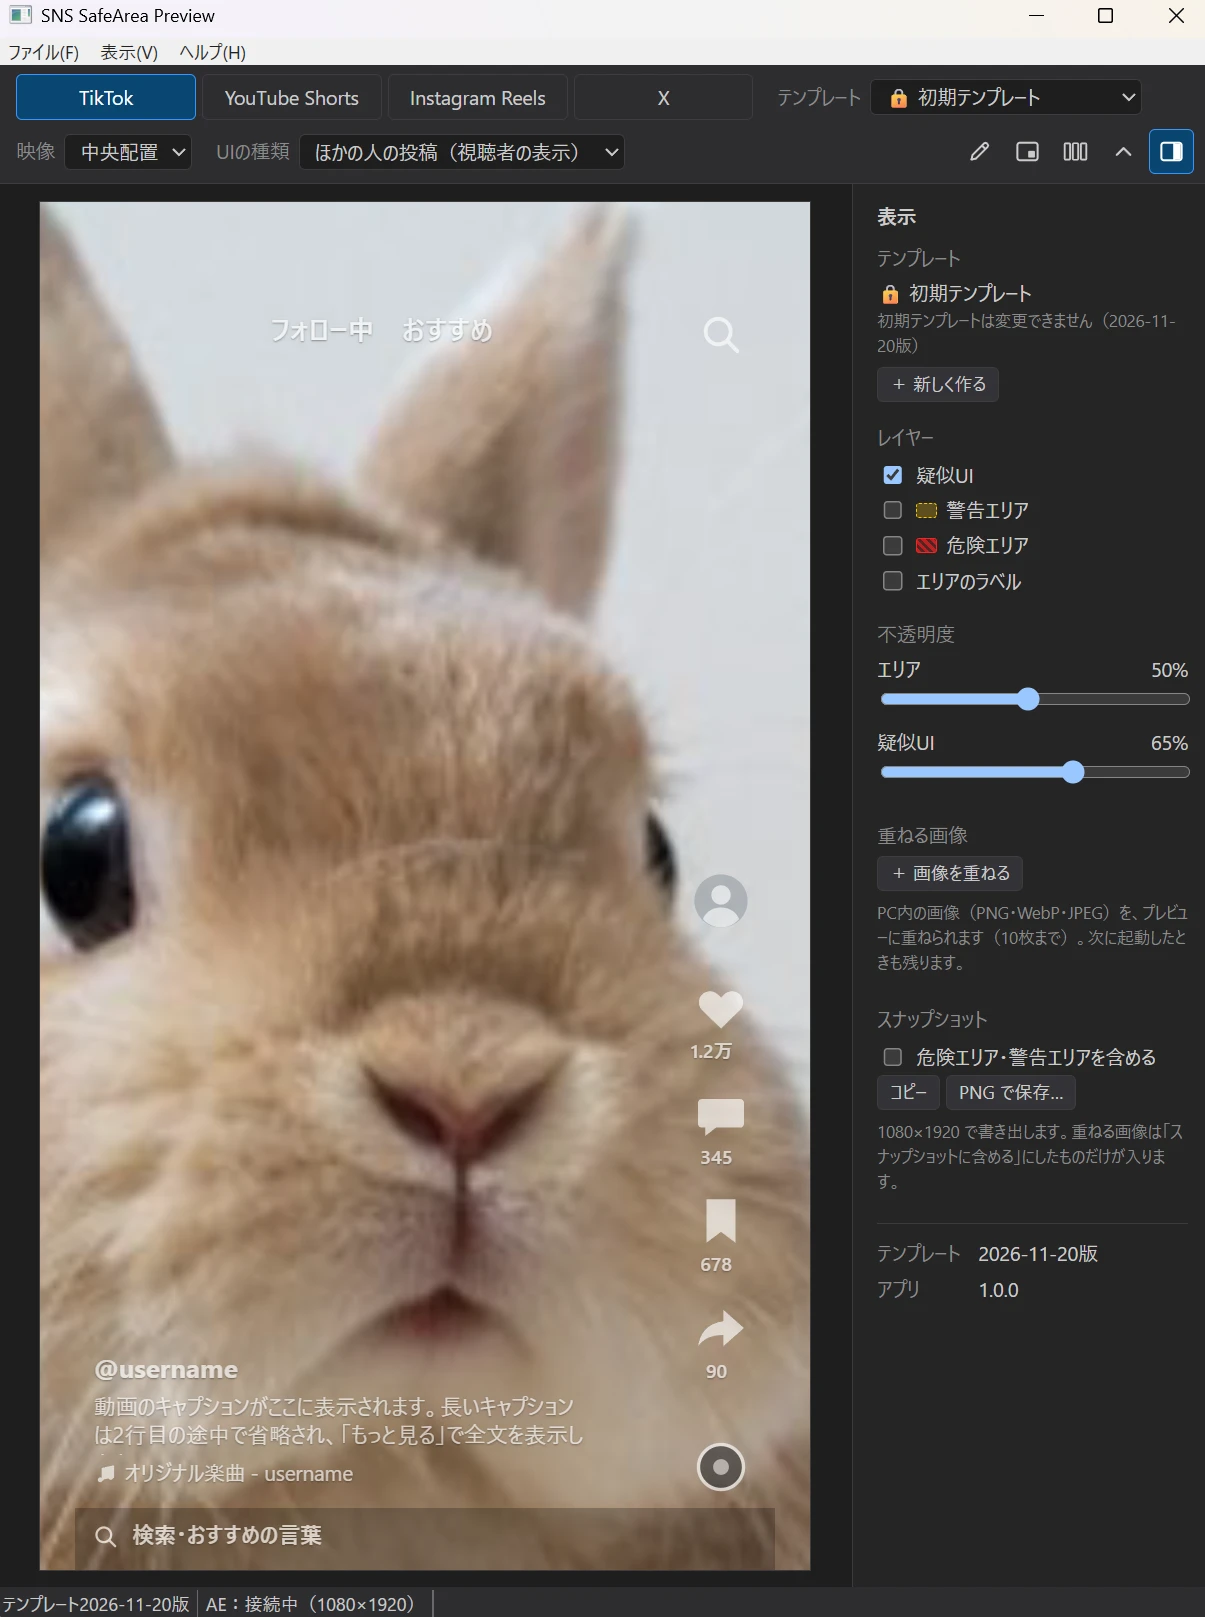 SNS SafeArea Preview
ファイル(F) 表示(V) ヘルプ(H)
TikTok YouTube Shorts Instagram Reels X テンプレート 初期テンプレート
映像 中央配置 UIの種類 ほかの人の投稿（視聴者の表示）
フォロー中 おすすめ
1.2万
345
678
90
@username
動画のキャプションがここに表示されます。長いキャプション
は2行目の途中で省略され、「もっと見る」で全文を表示し
オリジナル楽曲 - username
検索・おすすめの言葉
表示
テンプレート
初期テンプレート
初期テンプレートは変更できません（2026-11-
20版）
＋ 新しく作る
レイヤー
疑似UI
警告エリア
危険エリア
エリアのラベル
不透明度
エリア 50%
疑似UI 65%
重ねる画像
＋ 画像を重ねる
PC内の画像（PNG・WebP・JPEG）を、プレビュ
ーに重ねられます（10枚まで）。次に起動したと
きも残ります。
スナップショット
危険エリア・警告エリアを含める
コピー PNG で保存...
1080×1920 で書き出します。重ねる画像は「ス
ナップショットに含める」にしたものだけが入りま
す。
テンプレート 2026-11-20版
アプリ 1.0.0
テンプレート2026-11-20版 AE：接続中（1080×1920）